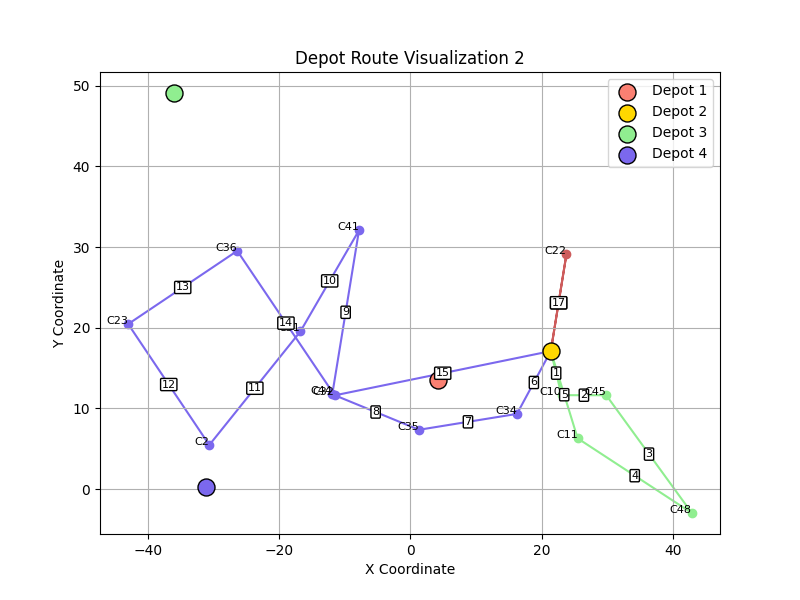 Depot Route Visualization 2
Depot 1
Depot 2
Depot 3
Depot 4
50
40
30
20
10
0
Y Coordinate
−40
−20
0
20
40
X Coordinate
C41
C36
C22
C23
C2
C35
C34
C10
C45
C11
C48
1
2
3
4
5
6
7
8
9
10
11
12
13
14
15
17